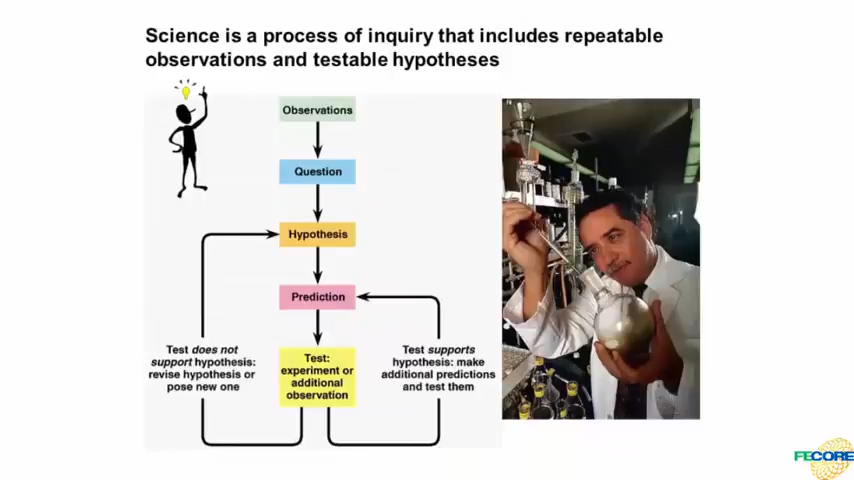 Science is a process of inquiry that includes repeatable
observations and testable hypotheses
Observations
Question
Hypothesis
Prediction
Test does not
support hypothesis:
revise hypothesis or
pose new one
Test:
experiment or
additional
observation
Test supports
hypothesis: make
additional predictions
and test them
FECORE